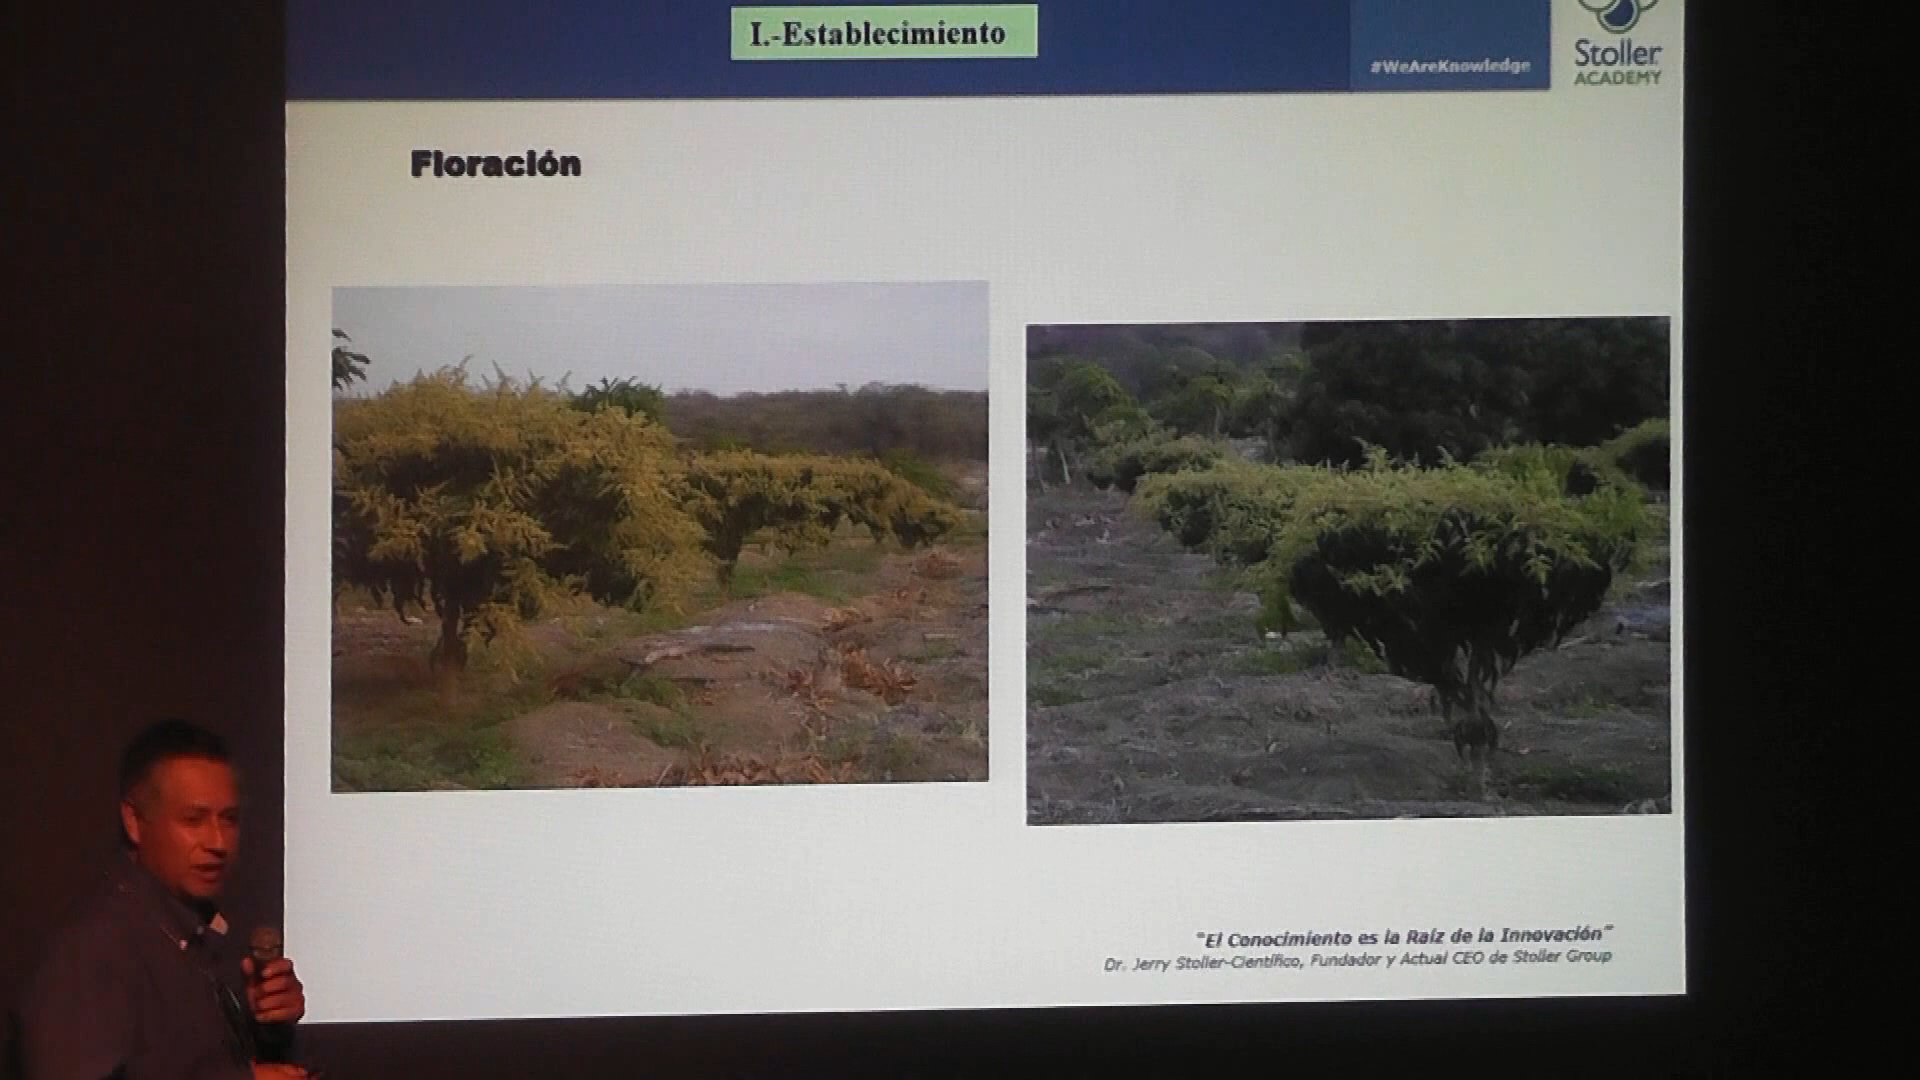 I.-Establecimiento
#WeAreKnowledge
Stoller
ACADEMY
Floración
"El Conocimiento es la Raíz de la Innovación"
Dr. Jerry Stoller-Científico, Fundador y Actual CEO de Stoller Group